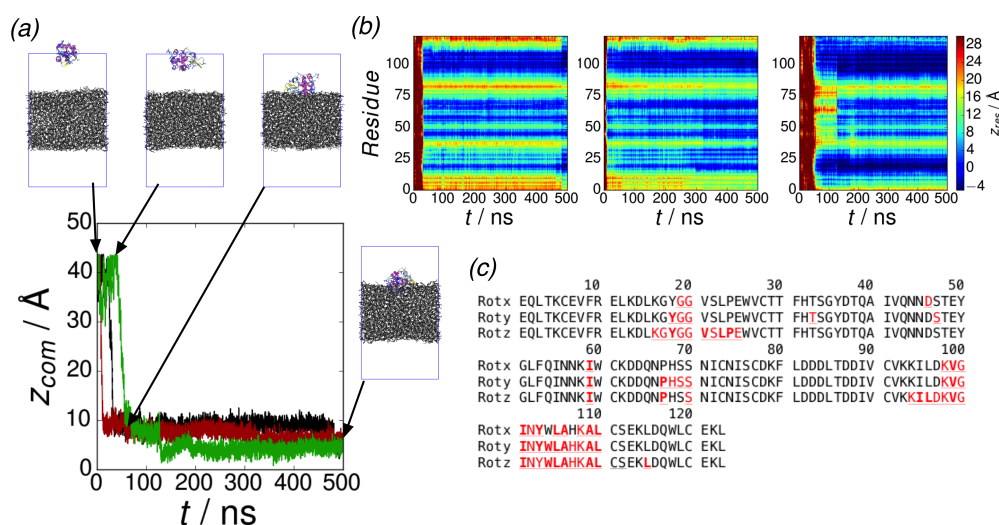 (a)
50
40
30
20
10
0
z_com / Å
0 100 200 300 400 500
t / ns
(b)
Residue
100
75
50
25
0
0 100 200 300 400 500
t / ns
0 100 200 300 400 500
t / ns
100
75
50
25
0
0 100 200 300 400 500
t / ns
28
24
20
16
12
8
4
0
−4
z_res / Å
(c)
10 20 30 40 50
Rotx EQLTKCEVFR ELKDLKGYGG VSLPEWVCTT FHTSGYDTQA IVQNNDSTEY
Roty EQLTKCEVFR ELKDLKGYGG VSLPEWVCTT FHTSGYDTQA IVQNNDSTEY
Rotz EQLTKCEVFR ELKDLKGYGG VSLPEWVCTT FHTSGYDTQA IVQNNDSTEY
60 70 80 90 100
Rotx GLFQINNKIW CKDDQNPHSS NICNISCDKF LDDDLTDDIV CVKKILDKVG
Roty GLFQINNKIW CKDDQNPHSS NICNISCDKF LDDDLTDDIV CVKKILDKVG
Rotz GLFQINNKIW CKDDQNPHSS NICNISCDKF LDDDLTDDIV CVKKILDKVG
110 120
Rotx INYWLAHKAL CSEKLDQWLC EKL
Roty INYWLAHKAL CSEKLDQWLC EKL
Rotz INYWLAHKAL CSEKLDQWLC EKL